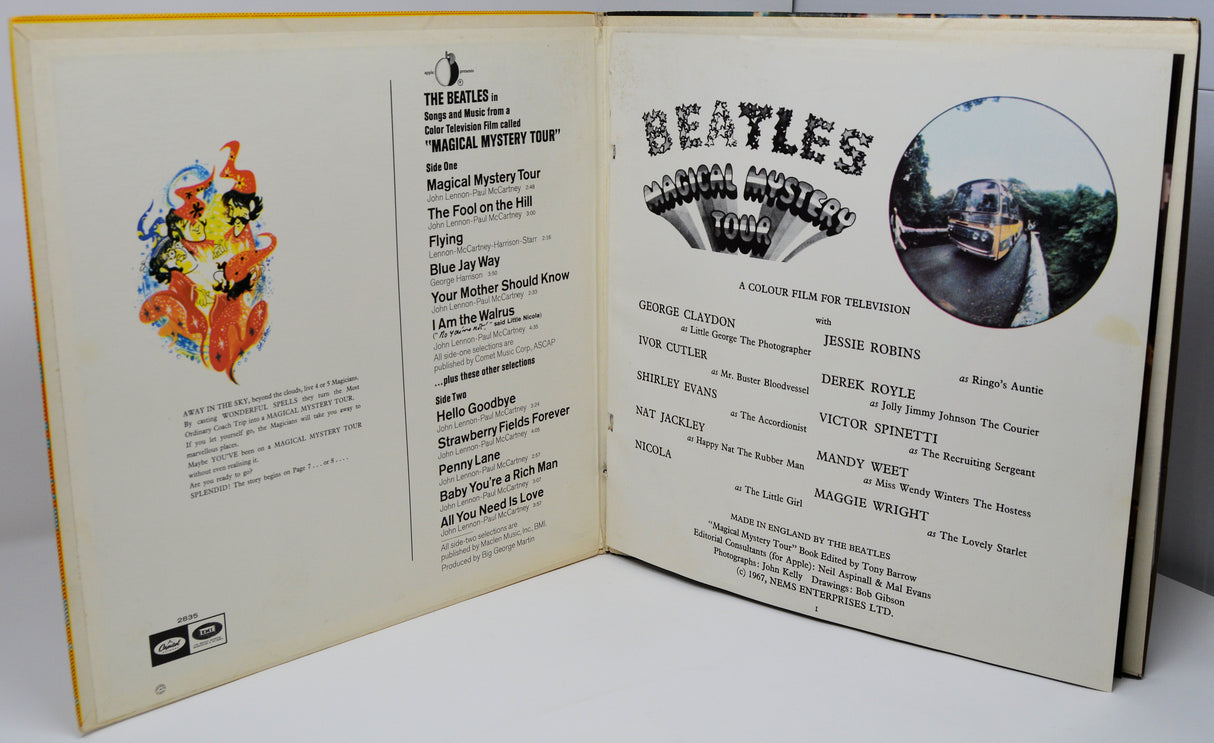 AWAY IN THE SKY, beyond the clouds, live 4 or 5 Magicians.
By casting WONDERFUL SPELLS they turn the Most
Ordinary Coach Trip into a MAGICAL MYSTERY TOUR.
If you let yourself go, the Magicians will take you away to
marvellous places.
Maybe YOU'VE been on a MAGICAL MYSTERY TOUR
without even realising it.
Are you ready to go?
SPLENDID! The story begins on Page 7 . . . or 8 . . . .
2835
Capitol
EMI
apple presents
THE BEATLES in
Songs and Music from a
Color Television Film called
"MAGICAL MYSTERY TOUR"
Side One
Magical Mystery Tour
John Lennon-Paul McCartney 2:48
The Fool on the Hill
John Lennon-Paul McCartney 3:00
Flying
Lennon-McCartney-Harrison-Starr 2:16
Blue Jay Way
George Harrison 3:50
Your Mother Should Know
John Lennon-Paul McCartney 2:33
I Am the Walrus
("No you're not!" said Little Nicola)
John Lennon-Paul McCartney 4:35
All side-one selections are
published by Comet Music Corp, ASCAP
...plus these other selections
Side Two
Hello Goodbye
John Lennon-Paul McCartney 3:24
Strawberry Fields Forever
John Lennon-Paul McCartney 4:05
Penny Lane
John Lennon-Paul McCartney 2:57
Baby You're a Rich Man
John Lennon-Paul McCartney 3:07
All You Need Is Love
John Lennon-Paul McCartney 3:57
All side-two selections are
published by Maclen Music, Inc, BMI.
Produced by Big George Martin
BEATLES
MAGICAL MYSTERY
TOUR
A COLOUR FILM FOR TELEVISION
with
GEORGE CLAYDON
as Little George The Photographer
IVOR CUTLER
as Mr. Buster Bloodvessel
SHIRLEY EVANS
as The Accordionist
NAT JACKLEY
as Happy Nat The Rubber Man
NICOLA
as The Little Girl
JESSIE ROBINS
as Ringo's Auntie
DEREK ROYLE
as Jolly Jimmy Johnson The Courier
VICTOR SPINETTI
as The Recruiting Sergeant
MANDY WEET
as Miss Wendy Winters The Hostess
MAGGIE WRIGHT
as The Lovely Starlet
MADE IN ENGLAND BY THE BEATLES
"Magical Mystery Tour" Book Edited by Tony Barrow
Editorial Consultants (for Apple): Neil Aspinall & Mal Evans
Photographs: John Kelly Drawings: Bob Gibson
(c) 1967, NEMS ENTERPRISES LTD.
1